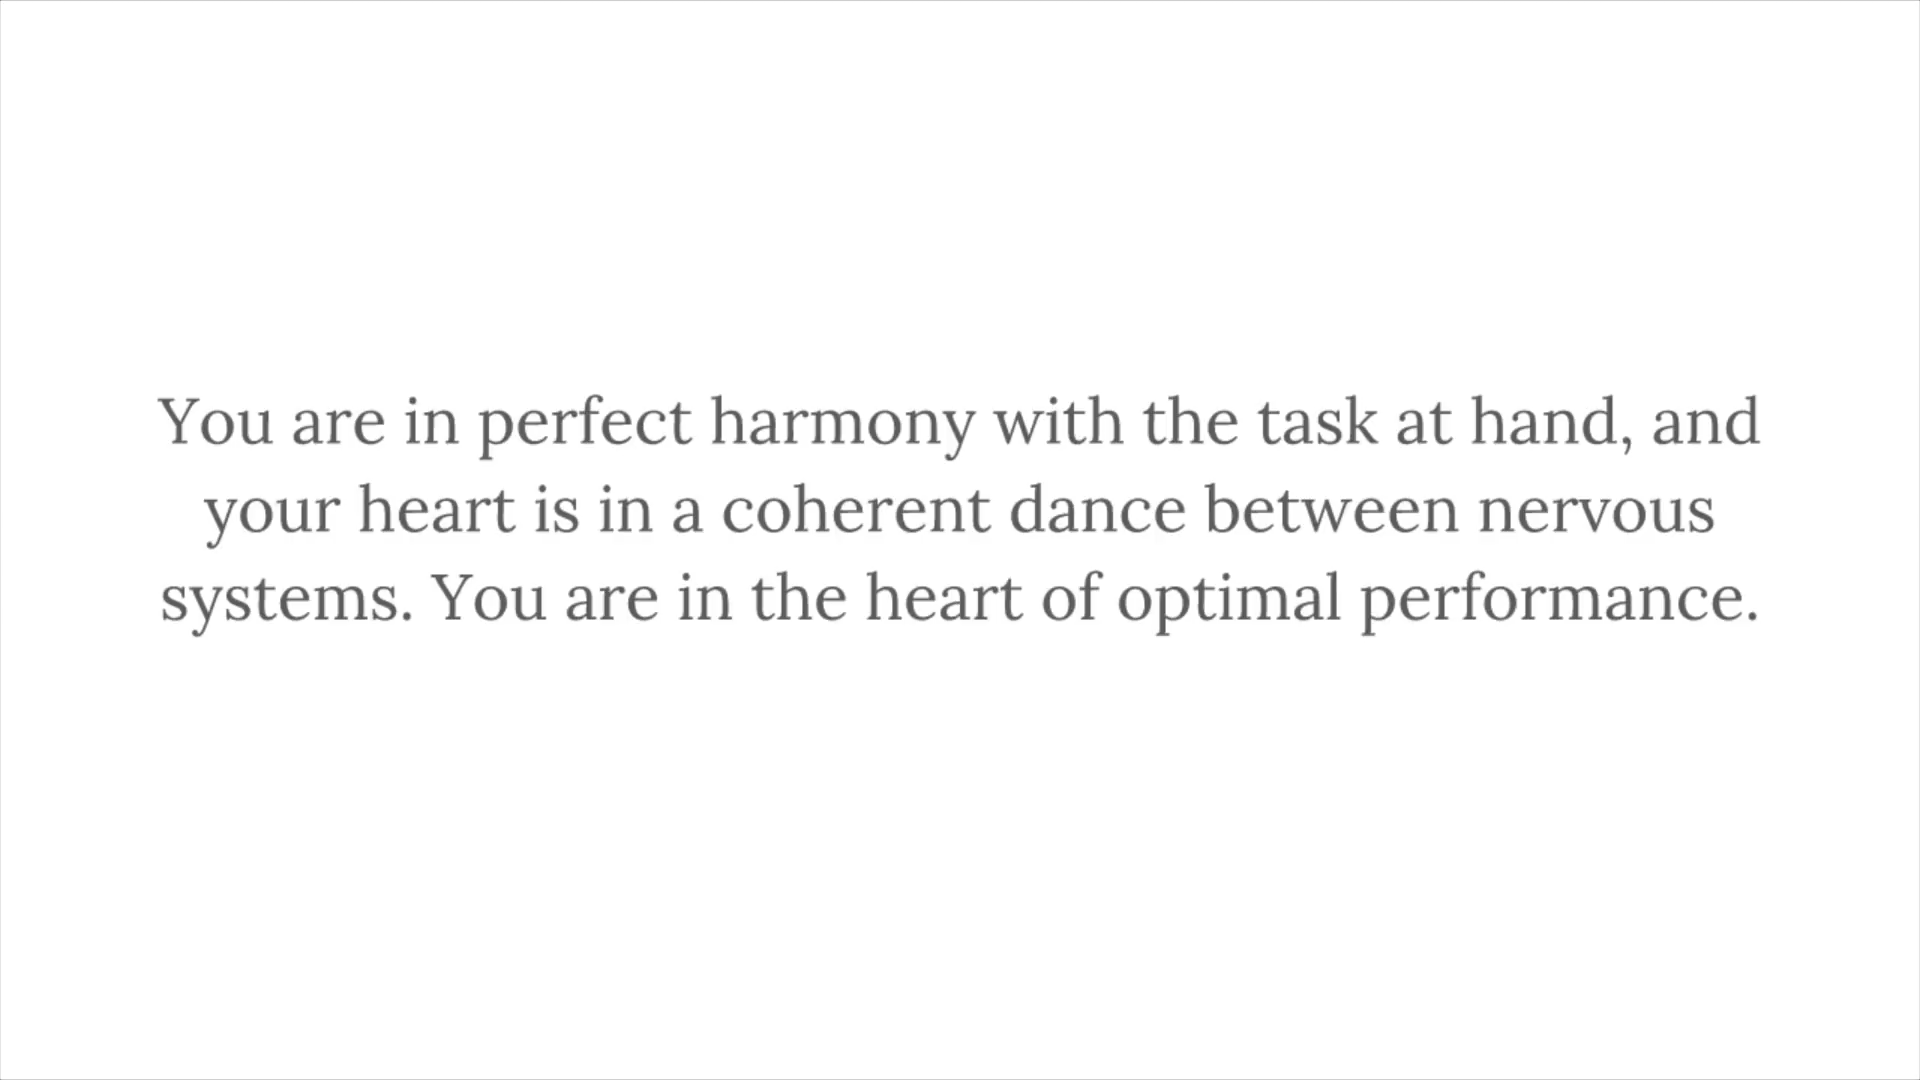 You are in perfect harmony with the task at hand, and
your heart is in a coherent dance between nervous
systems. You are in the heart of optimal performance.